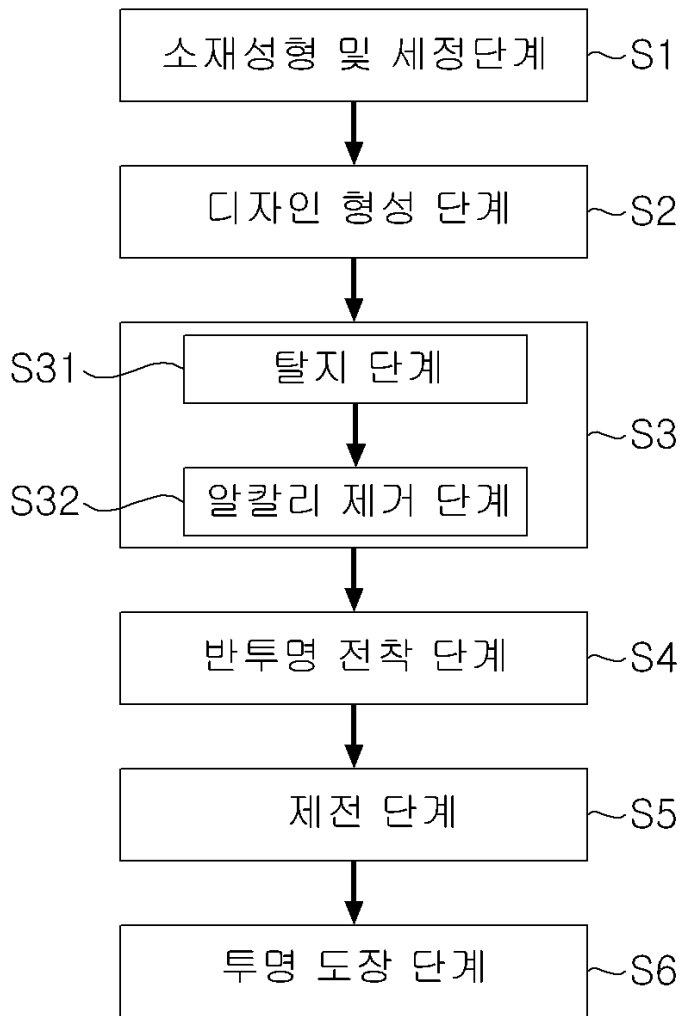 소재성형 및 세정단계 S1
디자인 형성 단계 S2
S31 탈지 단계
S3
S32 알칼리 제거 단계
반투명 전착 단계 S4
제전 단계 S5
투명 도장 단계 S6